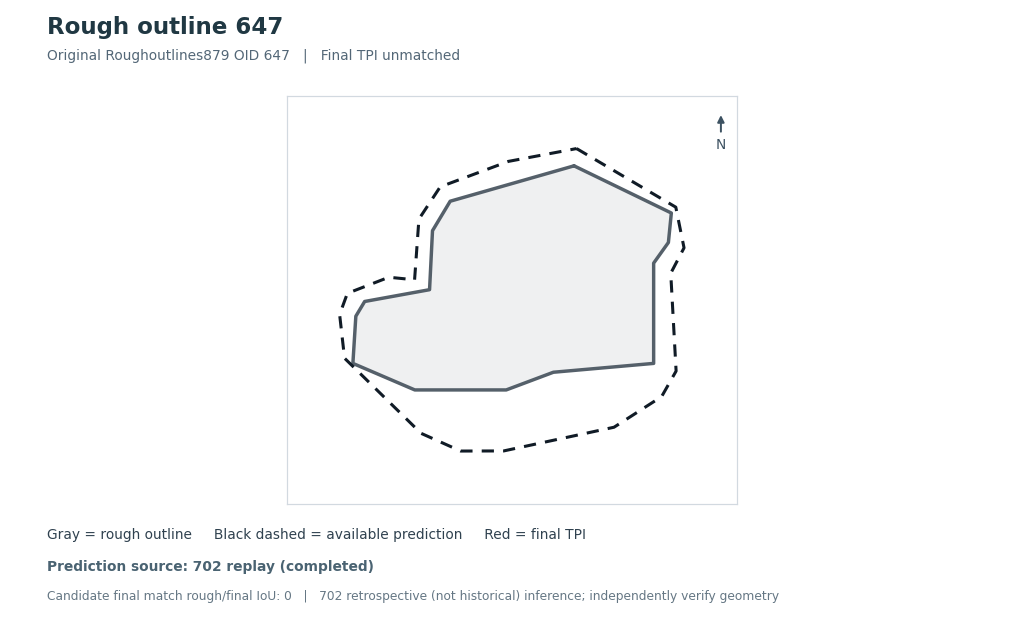 Rough outline 647
Original Roughoutlines879 OID 647   |   Final TPI unmatched
N
Gray = rough outline     Black dashed = available prediction     Red = final TPI
Prediction source: 702 replay (completed)
Candidate final match rough/final IoU: 0   |   702 retrospective (not historical) inference; independently verify geometry